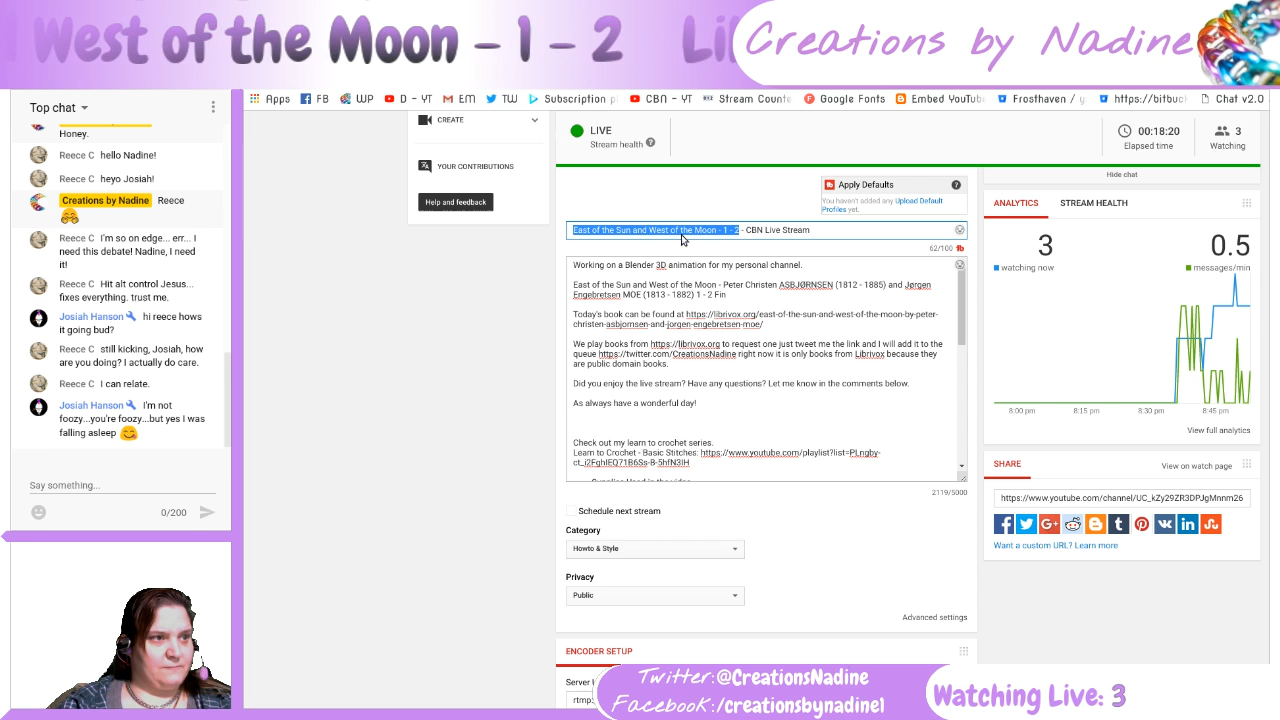 West of the Moon – 1 – 2
Creations by Nadine
Top chat
Honey.
Reece C hello Nadine!
Reece C heyo Josiah!
Creations by Nadine Reece
🤗
Reece C I'm so on edge... err... I
need this debate! Nadine, I need
it!
Reece C Hit alt control Jesus...
fixes everything. trust me.
Josiah Hanson hi reece hows
it going bud?
Reece C still kicking, Josiah, how
are you doing? I actually do care.
Reece C I can relate.
Josiah Hanson I'm not
foozy...you're foozy...but yes I was
falling asleep 😊
Say something...
0/200
Apps FB WP D - YT EM TW Subscription p CBN - YT Stream Counte Google Fonts Embed YouTub Frosthaven / y https://bitbuc Chat v2.0
CREATE
YOUR CONTRIBUTIONS
Help and feedback
LIVE
Stream health
00:18:20
Elapsed time
3
Watching
Apply Defaults
You haven't added any Upload Default
Profiles yet.
East of the Sun and West of the Moon - 1 - 2 - CBN Live Stream
62/100
Working on a Blender 3D animation for my personal channel.
East of the Sun and West of the Moon - Peter Christen ASBJØRNSEN (1812 - 1885) and Jørgen
Engebretsen MOE (1813 - 1882) 1 - 2 Fin
Today's book can be found at https://librivox.org/east-of-the-sun-and-west-of-the-moon-by-peter-
christen-asbjornsen-and-jorgen-engebretsen-moe/
We play books from https://librivox.org to request one just tweet me the link and I will add it to the
queue https://twitter.com/CreationsNadine right now it is only books from Librivox because they
are public domain books.
Did you enjoy the live stream? Have any questions? Let me know in the comments below.
As always have a wonderful day!
Check out my learn to crochet series.
Learn to Crochet - Basic Stitches: https://www.youtube.com/playlist?list=PLngby-
ct_i2FghIEQ71B6Ss-B-5hfN3IH
2119/5000
Schedule next stream
Category
Howto & Style
Privacy
Public
Advanced settings
ENCODER SETUP
Server
rtmp:
Hide chat
ANALYTICS STREAM HEALTH
3 0.5
watching now messages/min
8:00 pm 8:15 pm 8:30 pm 8:45 pm
View full analytics
SHARE View on watch page
https://www.youtube.com/channel/UC_kZy29ZR3DPJgMnnm26
Want a custom URL? Learn more
Twitter:@CreationsNadine
Facebook:/creationsbynadine1
Watching Live: 3